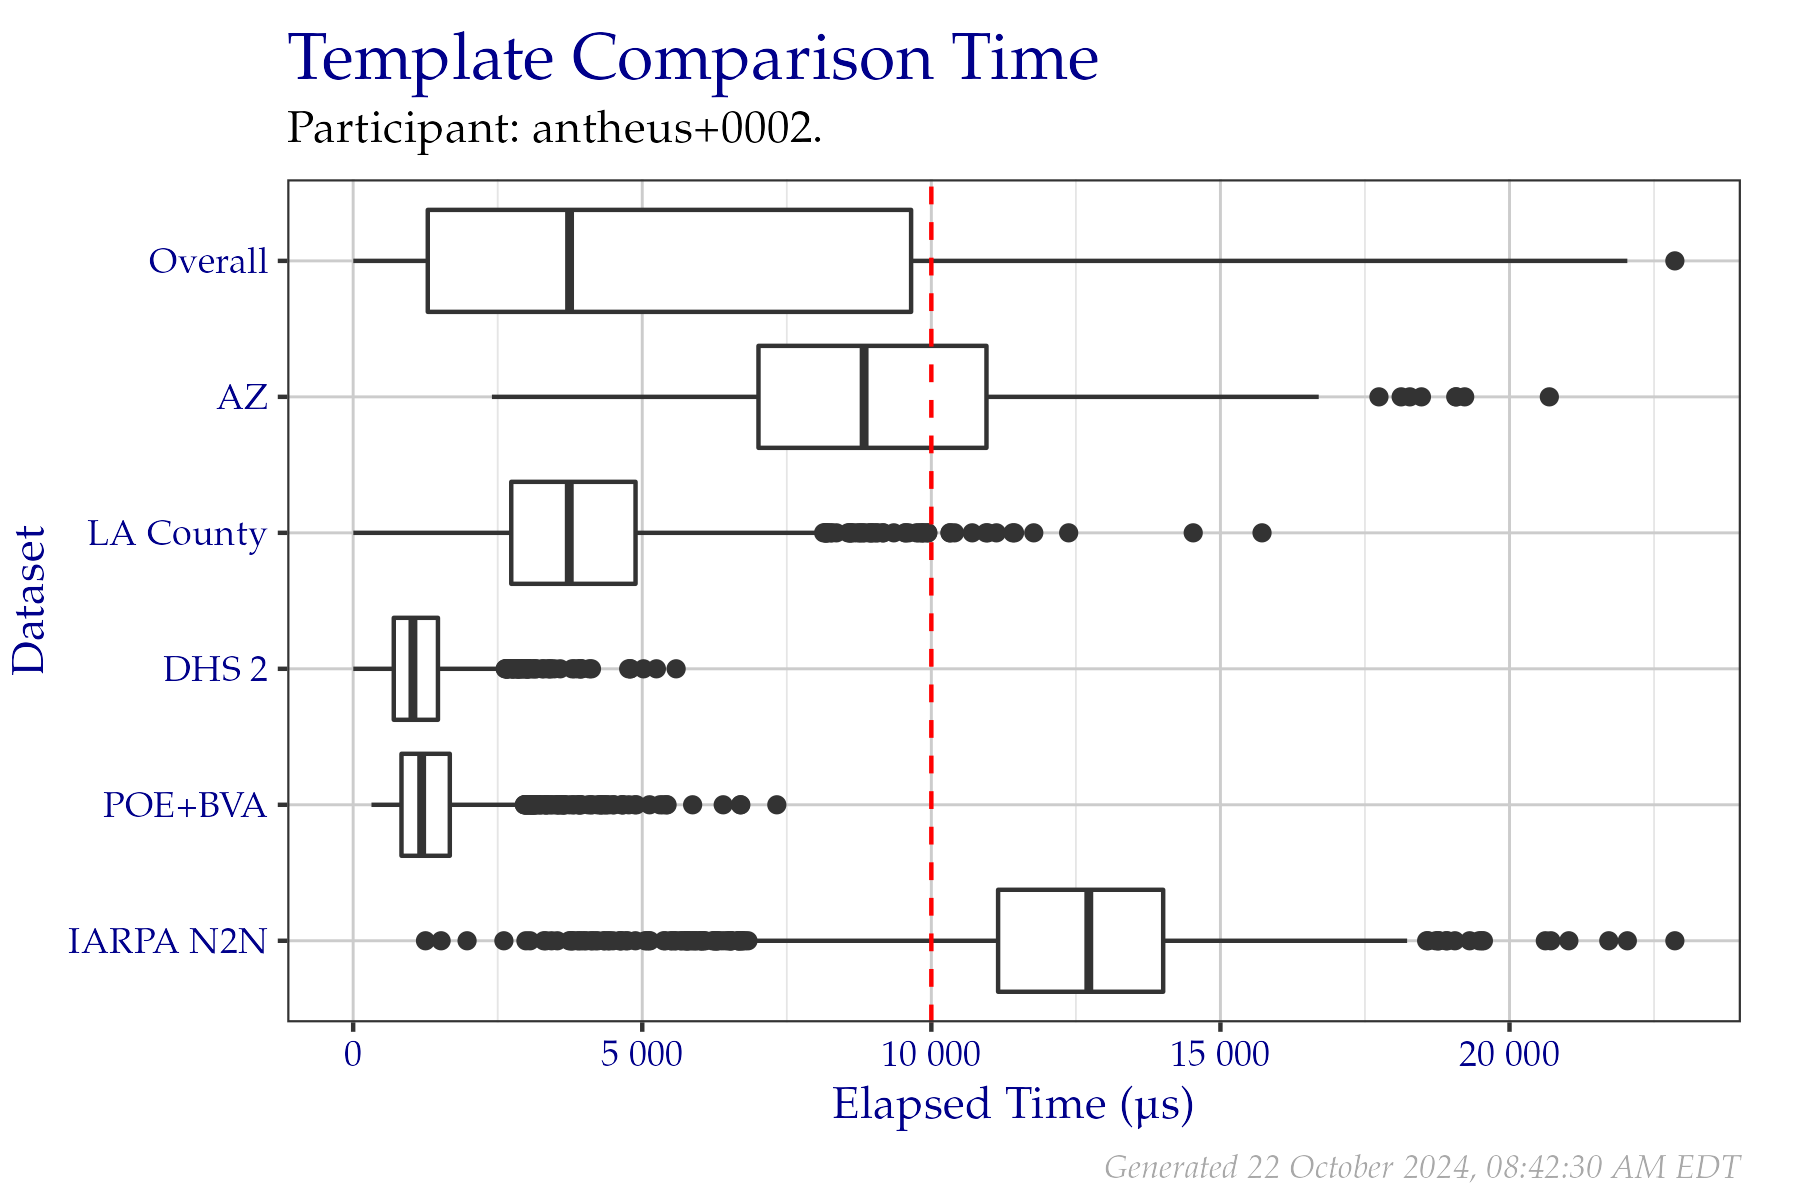 Template Comparison Time
Participant: antheus+0002.
Dataset
Overall
AZ
LA County
DHS 2
POE+BVA
IARPA N2N
0 5 000 10 000 15 000 20 000
Elapsed Time (µs)
Generated 22 October 2024, 08:42:30 AM EDT